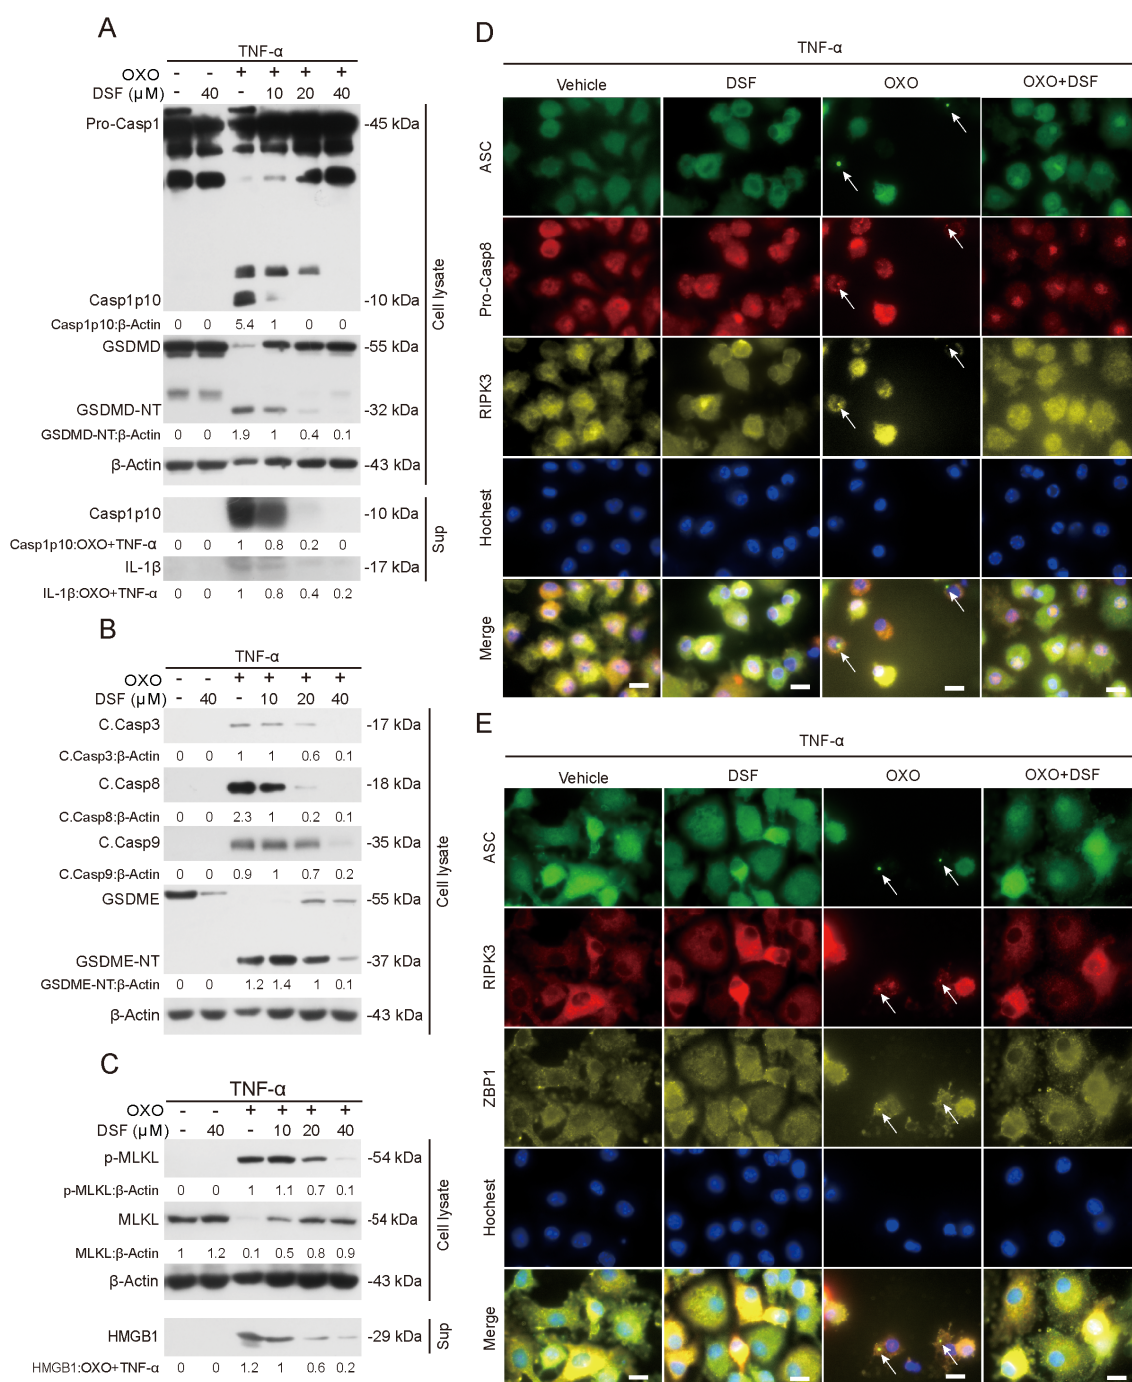 A
TNF-α
OXO - - + + + +
DSF (μM) - 40 - 10 20 40
Pro-Casp1 -45 kDa
Casp1p10 -10 kDa
Casp1p10:β-Actin 0 0 5.4 1 0 0
GSDMD -55 kDa
GSDMD-NT -32 kDa
GSDMD-NT:β-Actin 0 0 1.9 1 0.4 0.1
β-Actin -43 kDa
Cell lysate
Casp1p10 -10 kDa
Casp1p10:OXO+TNF-α 0 0 1 0.8 0.2 0
IL-1β -17 kDa
IL-1β:OXO+TNF-α 0 0 1 0.8 0.4 0.2
Sup
B
TNF-α
OXO - - + + + +
DSF (μM) - 40 - 10 20 40
C.Casp3 -17 kDa
C.Casp3:β-Actin 0 0 1 1 0.6 0.1
C.Casp8 -18 kDa
C.Casp8:β-Actin 0 0 2.3 1 0.2 0.1
C.Casp9 -35 kDa
C.Casp9:β-Actin 0 0 0.9 1 0.7 0.2
GSDME -55 kDa
GSDME-NT -37 kDa
GSDME-NT:β-Actin 0 0 1.2 1.4 1 0.1
β-Actin -43 kDa
Cell lysate
C
TNF-α
OXO - - + + + +
DSF (μM) - 40 - 10 20 40
p-MLKL -54 kDa
p-MLKL:β-Actin 0 0 1 1.1 0.7 0.1
MLKL -54 kDa
MLKL:β-Actin 1 1.2 0.1 0.5 0.8 0.9
β-Actin -43 kDa
Cell lysate
HMGB1 -29 kDa
HMGB1:OXO+TNF-α 0 0 1.2 1 0.6 0.2
Sup
D
TNF-α
Vehicle DSF OXO OXO+DSF
ASC
Pro-Casp8
RIPK3
Hochest
Merge
E
TNF-α
Vehicle DSF OXO OXO+DSF
ASC
RIPK3
ZBP1
Hochest
Merge